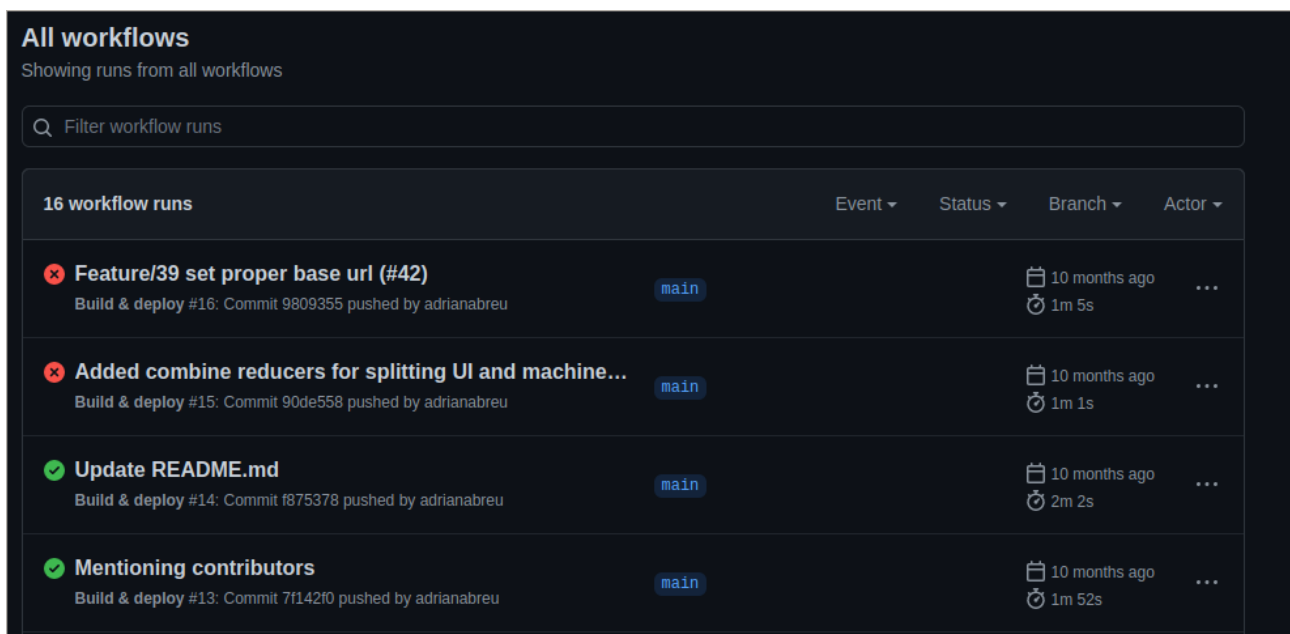 All workflows
Showing runs from all workflows
Filter workflow runs
16 workflow runs Event Status Branch Actor
Feature/39 set proper base url (#42)
main
10 months ago
Build & deploy #16: Commit 9809355 pushed by adrianabreu
1m 5s
Added combine reducers for splitting UI and machine…
main
10 months ago
Build & deploy #15: Commit 90de558 pushed by adrianabreu
1m 1s
Update README.md
main
10 months ago
Build & deploy #14: Commit f875378 pushed by adrianabreu
2m 2s
Mentioning contributors
main
10 months ago
Build & deploy #13: Commit 7f142f0 pushed by adrianabreu
1m 52s